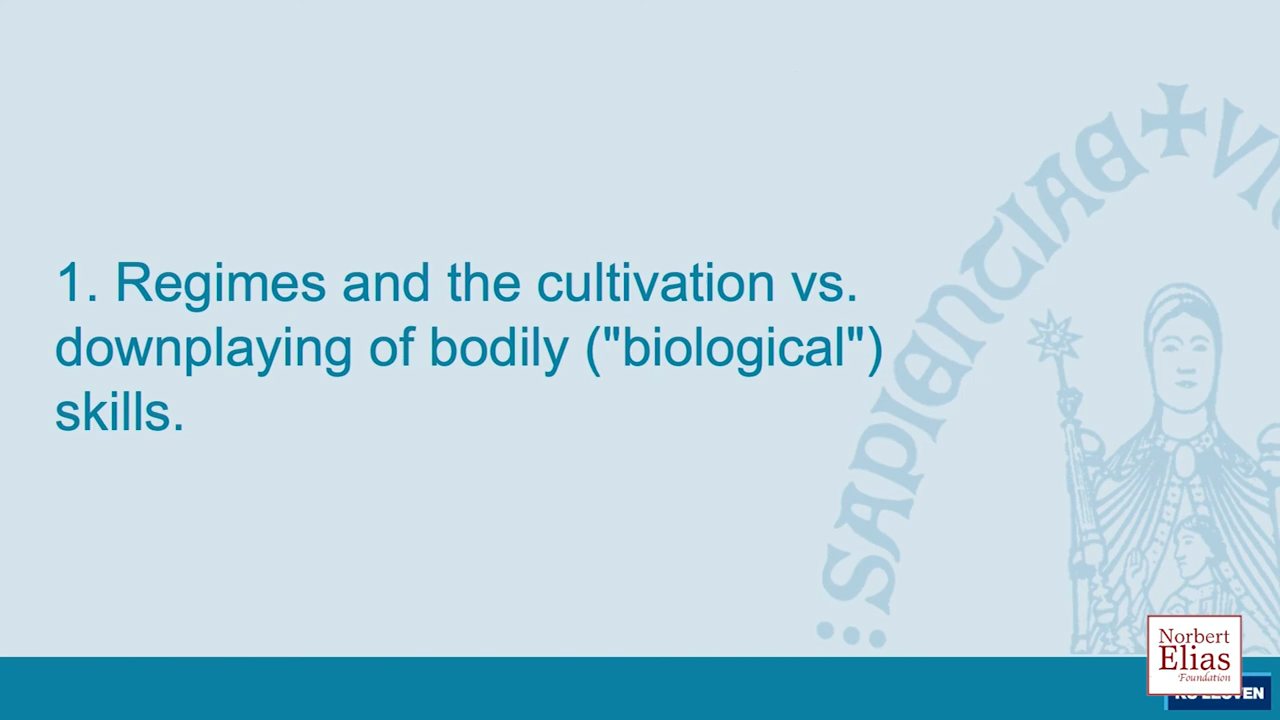 1. Regimes and the cultivation vs.
downplaying of bodily ("biological")
skills.
SAPIENTIAE
Norbert
Elias
Foundation